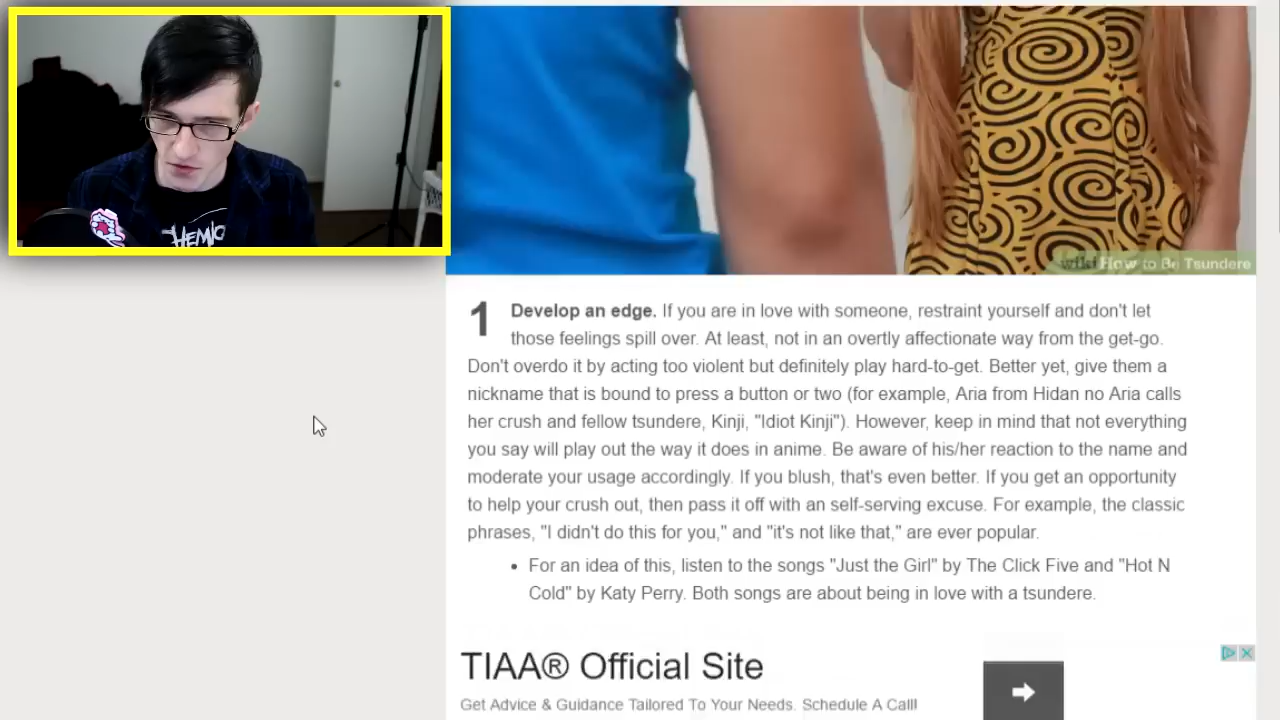 HEMIC
wikiHow to Be Tsundere
1 Develop an edge. If you are in love with someone, restraint yourself and don't let
those feelings spill over. At least, not in an overtly affectionate way from the get-go.
Don't overdo it by acting too violent but definitely play hard-to-get. Better yet, give them a
nickname that is bound to press a button or two (for example, Aria from Hidan no Aria calls
her crush and fellow tsundere, Kinji, "Idiot Kinji"). However, keep in mind that not everything
you say will play out the way it does in anime. Be aware of his/her reaction to the name and
moderate your usage accordingly. If you blush, that's even better. If you get an opportunity
to help your crush out, then pass it off with an self-serving excuse. For example, the classic
phrases, "I didn't do this for you," and "it's not like that," are ever popular.
• For an idea of this, listen to the songs "Just the Girl" by The Click Five and "Hot N
Cold" by Katy Perry. Both songs are about being in love with a tsundere.
TIAA® Official Site
Get Advice & Guidance Tailored To Your Needs. Schedule A Call!